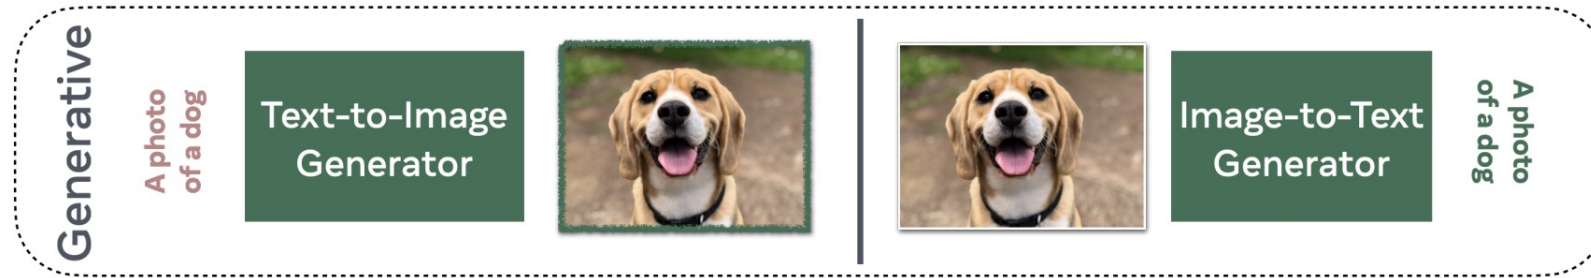 Generative
A photo
of a dog
Text-to-Image
Generator
Image-to-Text
Generator
A photo
of a dog